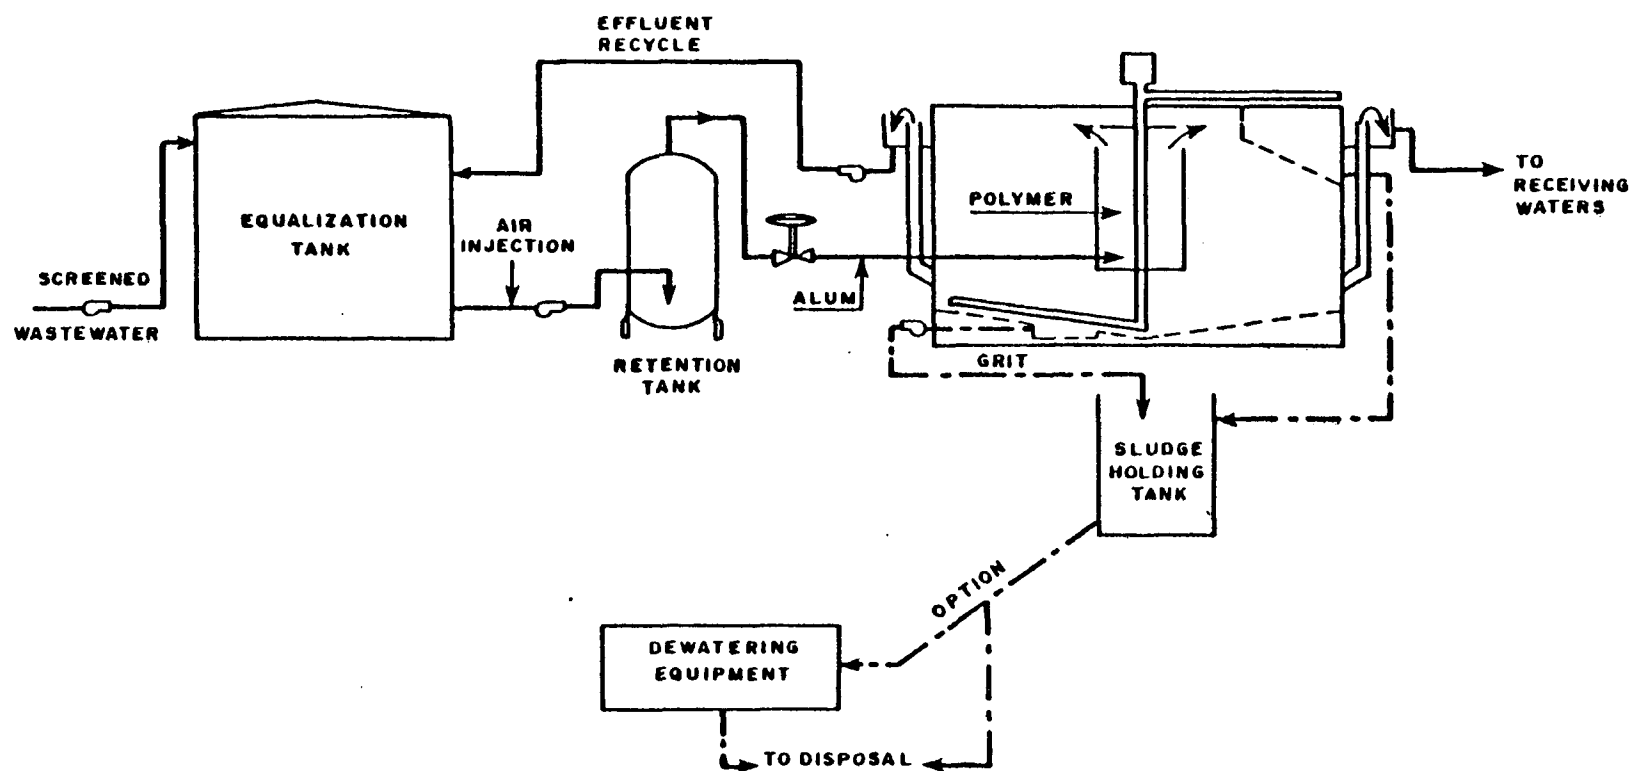 EFFLUENT
RECYCLE
EQUALIZATION
TANK
AIR
INJECTION
SCREENED
WASTEWATER
RETENTION
TANK
ALUM
POLYMER
TO
RECEIVING
WATERS
GRIT
SLUDGE
HOLDING
TANK
OPTION
DEWATERING
EQUIPMENT
TO DISPOSAL